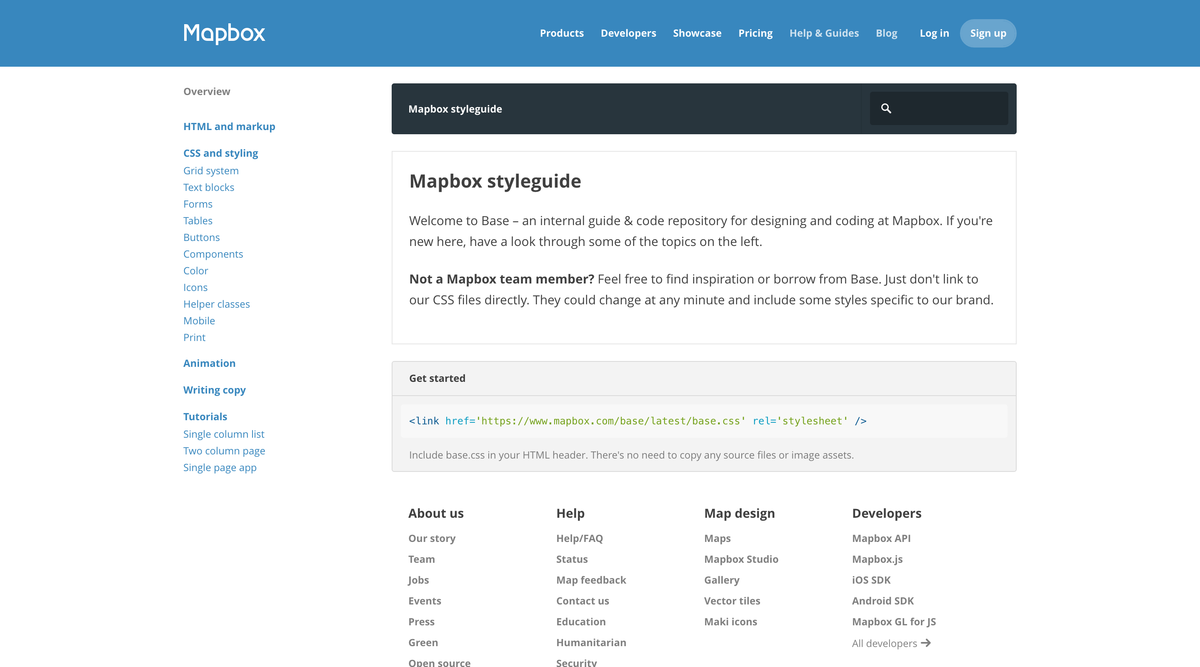 Mapbox
Products Developers Showcase Pricing Help & Guides Blog Log in Sign up
Overview
HTML and markup
CSS and styling
Grid system
Text blocks
Forms
Tables
Buttons
Components
Color
Icons
Helper classes
Mobile
Print
Animation
Writing copy
Tutorials
Single column list
Two column page
Single page app
Mapbox styleguide
Mapbox styleguide
Welcome to Base – an internal guide & code repository for designing and coding at Mapbox. If you're
new here, have a look through some of the topics on the left.
Not a Mapbox team member? Feel free to find inspiration or borrow from Base. Just don't link to
our CSS files directly. They could change at any minute and include some styles specific to our brand.
Get started
<link href='https://www.mapbox.com/base/latest/base.css' rel='stylesheet' />
Include base.css in your HTML header. There's no need to copy any source files or image assets.
About us
Our story
Team
Jobs
Events
Press
Green
Open source
Help
Help/FAQ
Status
Map feedback
Contact us
Education
Humanitarian
Security
Map design
Maps
Mapbox Studio
Gallery
Vector tiles
Maki icons
Developers
Mapbox API
Mapbox.js
iOS SDK
Android SDK
Mapbox GL for JS
All developers →